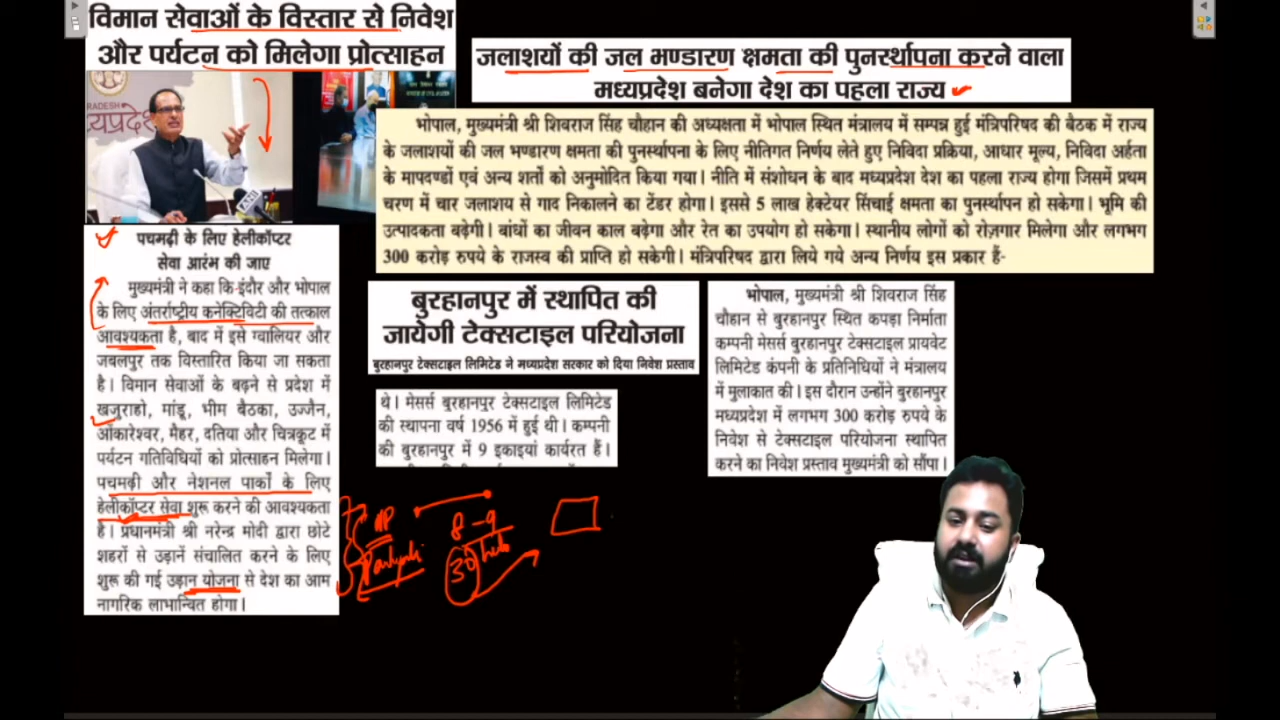 विमान सेवाओं के विस्तार से निवेश
और पर्यटन को मिलेगा प्रोत्साहन
पचमढ़ी के लिए हेलीकॉप्टर
सेवा आरंभ की जाए
मुख्यमंत्री ने कहा कि इंदौर और भोपाल
के लिए अंतर्राष्ट्रीय कनेक्टिविटी की तत्काल
आवश्यकता है, बाद में इसे ग्वालियर और
जबलपुर तक विस्तारित किया जा सकता
है। विमान सेवाओं के बढ़ने से प्रदेश में
खजुराहो, मांडू, भीम बैठका, उज्जैन,
ओंकारेश्वर, मैहर, दतिया और चित्रकूट में
पर्यटन गतिविधियों को प्रोत्साहन मिलेगा।
पचमढ़ी और नेशनल पार्कों के लिए
हेलीकॉप्टर सेवा शुरू करने की आवश्यकता
है। प्रधानमंत्री श्री नरेन्द्र मोदी द्वारा छोटे
शहरों से उड़ानें संचालित करने के लिए
शुरू की गई उड़ान योजना से देश का आम
नागरिक लाभान्वित होगा।
जलाशयों की जल भण्डारण क्षमता की पुनर्स्थापना करने वाला
मध्यप्रदेश बनेगा देश का पहला राज्य
भोपाल, मुख्यमंत्री श्री शिवराज सिंह चौहान की अध्यक्षता में भोपाल स्थित मंत्रालय में सम्पन्न हुई मंत्रिपरिषद की बैठक में राज्य
के जलाशयों की जल भण्डारण क्षमता की पुनर्स्थापना के लिए नीतिगत निर्णय लेते हुए निविदा प्रक्रिया, आधार मूल्य, निविदा अर्हता
के मापदण्डों एवं अन्य शर्तों को अनुमोदित किया गया। नीति में संशोधन के बाद मध्यप्रदेश देश का पहला राज्य होगा जिसमें प्रथम
चरण में चार जलाशय से गाद निकालने का टेंडर होगा। इससे 5 लाख हेक्टेयर सिंचाई क्षमता का पुनर्स्थापन हो सकेगा। भूमि की
उत्पादकता बढ़ेगी। बांधों का जीवन काल बढ़ेगा और रेत का उपयोग हो सकेगा। स्थानीय लोगों को रोज़गार मिलेगा और लगभग
300 करोड़ रुपये के राजस्व की प्राप्ति हो सकेगी। मंत्रिपरिषद द्वारा लिये गये अन्य निर्णय इस प्रकार हैं-
बुरहानपुर में स्थापित की
जायेगी टेक्सटाइल परियोजना
बुरहानपुर टेक्सटाइल लिमिटेड ने मध्यप्रदेश सरकार को दिया निवेश प्रस्ताव
थे। मेसर्स बुरहानपुर टेक्सटाइल लिमिटेड
की स्थापना वर्ष 1956 में हुई थी। कम्पनी
की बुरहानपुर में 9 इकाइयां कार्यरत हैं।
भोपाल, मुख्यमंत्री श्री शिवराज सिंह
चौहान से बुरहानपुर स्थित कपड़ा निर्माता
कम्पनी मेसर्स बुरहानपुर टेक्सटाइल प्रायवेट
लिमिटेड कंपनी के प्रतिनिधियों ने मंत्रालय
में मुलाकात की। इस दौरान उन्होंने बुरहानपुर
मध्यप्रदेश में लगभग 300 करोड़ रुपये के
निवेश से टेक्सटाइल परियोजना स्थापित
करने का निवेश प्रस्ताव मुख्यमंत्री को सौंपा।
MP 8-9
30